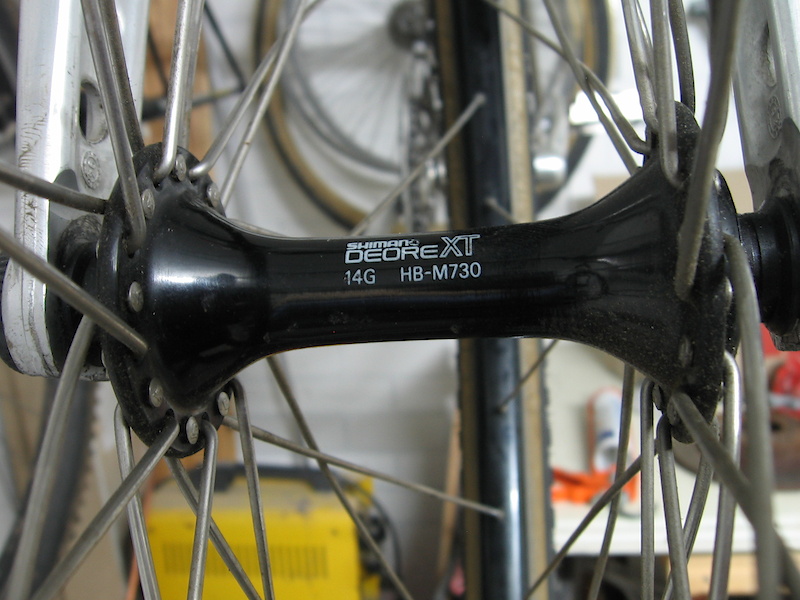 SHIMANO
DEORE XT
14G HB-M730